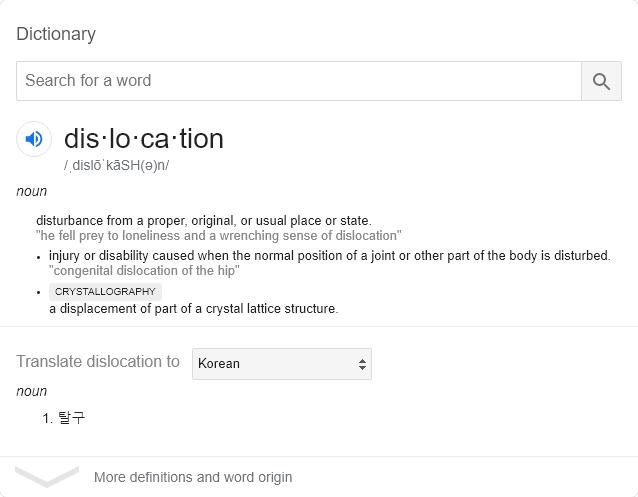 Dictionary
Search for a word
dis·lo·ca·tion
/ˌdislōˈkāSH(ə)n/
noun
disturbance from a proper, original, or usual place or state.
"he fell prey to loneliness and a wrenching sense of dislocation"
• injury or disability caused when the normal position of a joint or other part of the body is disturbed.
"congenital dislocation of the hip"
• CRYSTALLOGRAPHY
a displacement of part of a crystal lattice structure.
Translate dislocation to Korean
noun
1. 탈구
More definitions and word origin